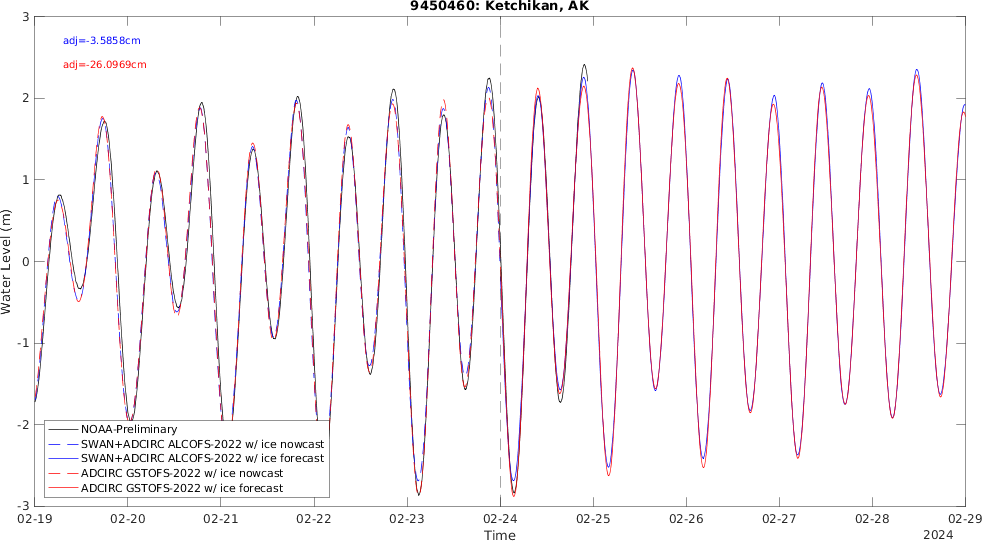 9450460: Ketchikan, AK
adj=-3.5858cm
adj=-26.0969cm
Water Level (m)
3
2
1
0
-1
-2
-3
NOAA-Preliminary
SWAN+ADCIRC ALCOFS-2022 w/ ice nowcast
SWAN+ADCIRC ALCOFS-2022 w/ ice forecast
ADCIRC GSTOFS-2022 w/ ice nowcast
ADCIRC GSTOFS-2022 w/ ice forecast
02-19 02-20 02-21 02-22 02-23 02-24 02-25 02-26 02-27 02-28 02-29
Time
2024